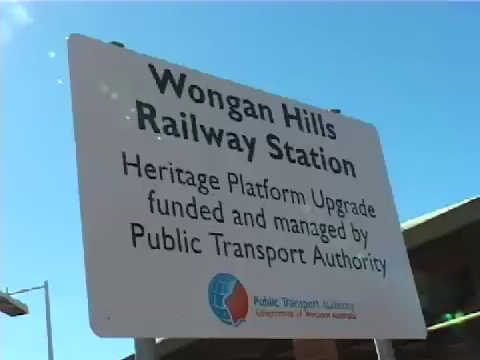 Wongan Hills
Railway Station
Heritage Platform Upgrade
funded and managed by
Public Transport Authority
Public Transport Authority
Government of Western Australia